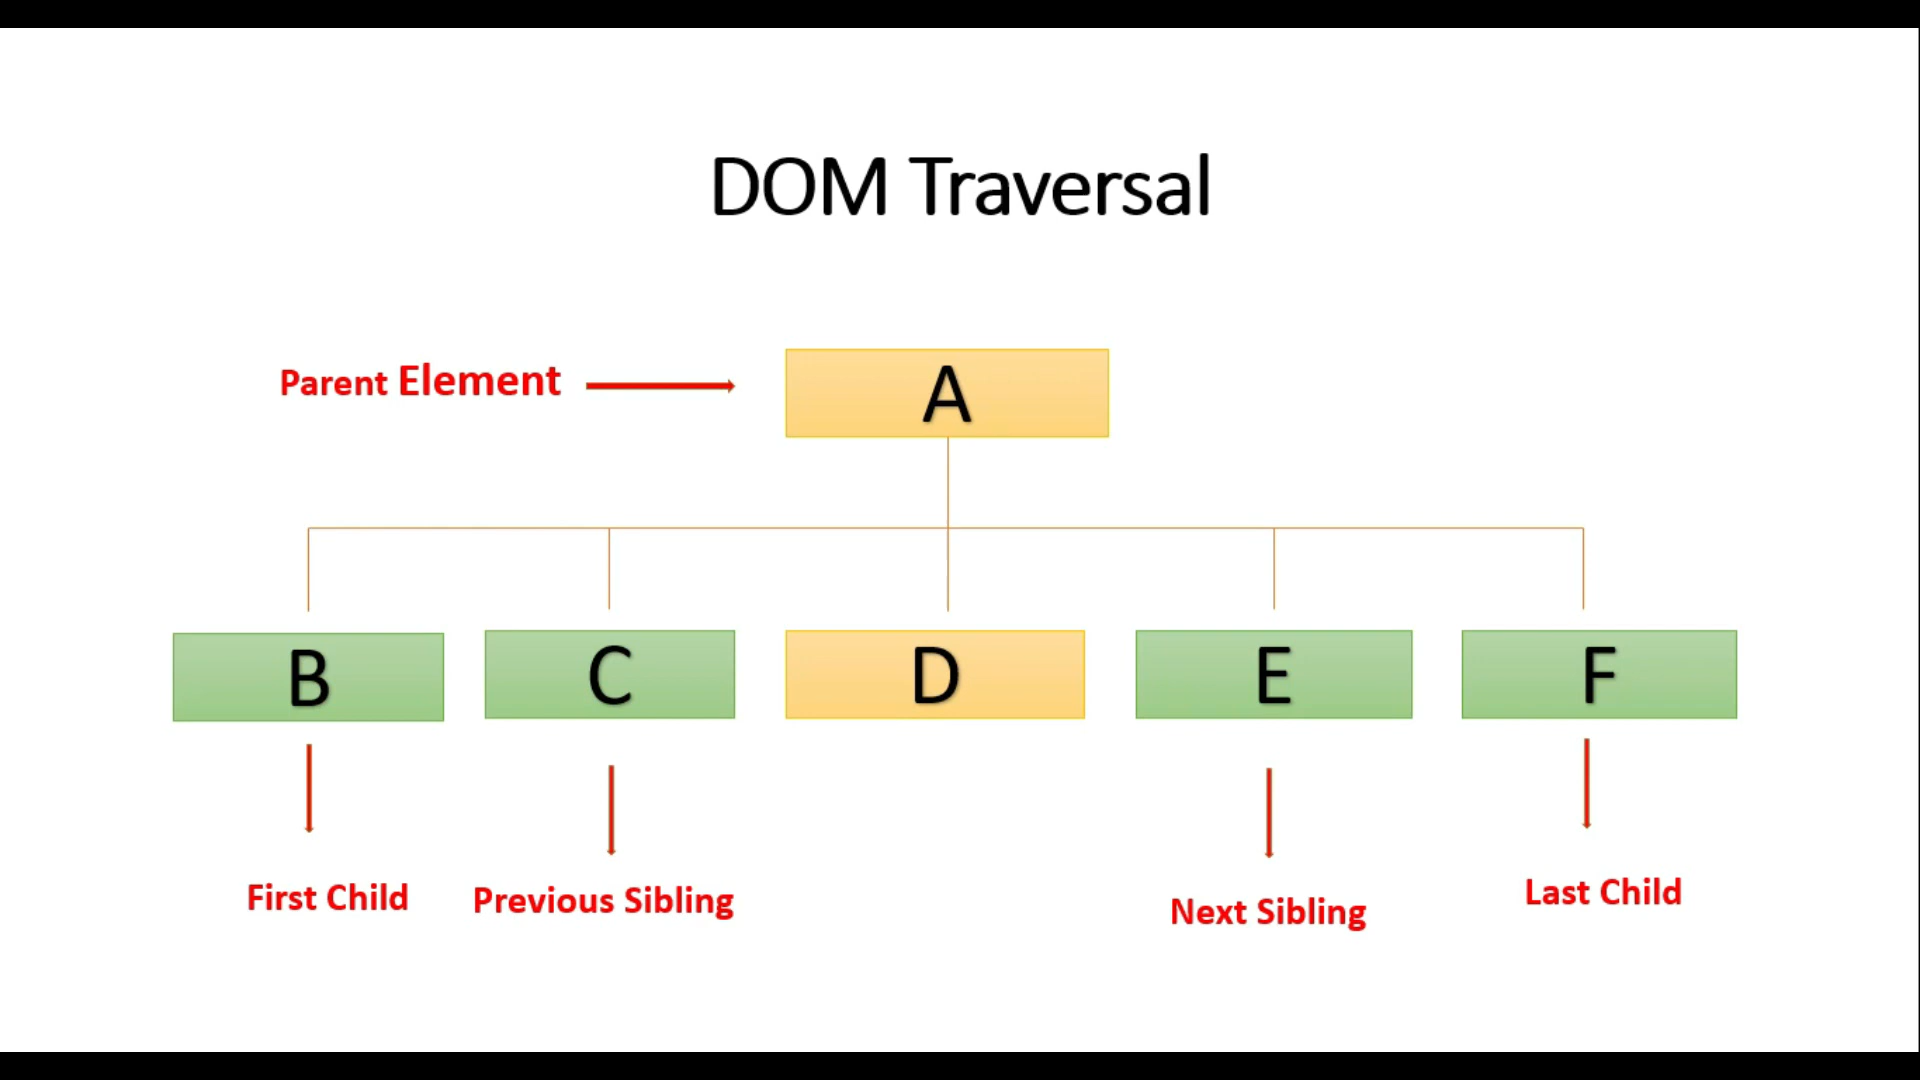 DOM Traversal
Parent Element
A
B
C
D
E
F
First Child
Previous Sibling
Next Sibling
Last Child